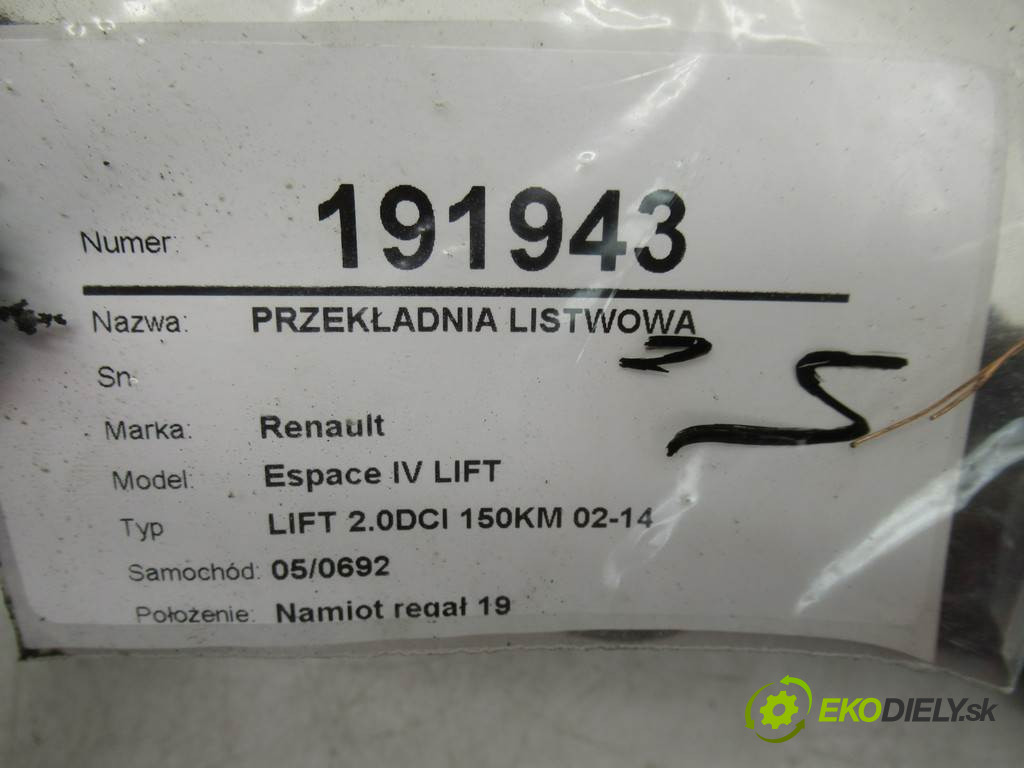 Numer: 191943
Nazwa: PRZEKŁADNIA LISTWOWA
Sn
Marka: Renault
Model: Espace IV LIFT
Typ LIFT 2.0DCI 150KM 02-14
Samochód: 05/0692
Położenie: Namiot regał 19
EKODIELY.sk